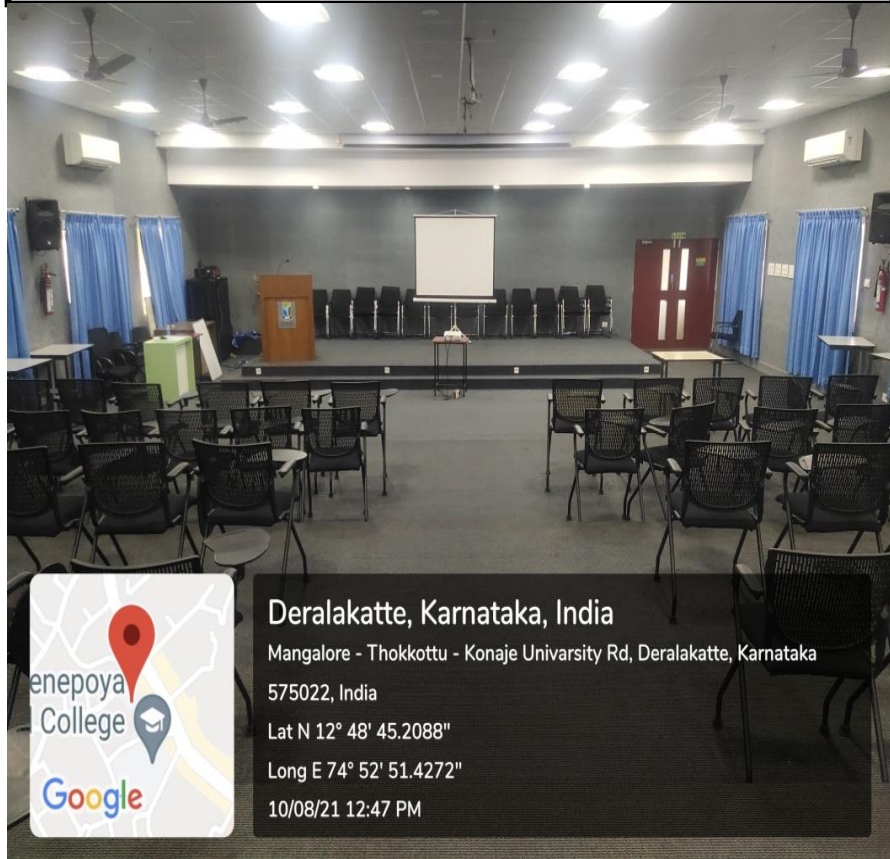 Deralakatte, Karnataka, India
Mangalore - Thokkottu - Konaje Univarsity Rd, Deralakatte, Karnataka
575022, India
Lat N 12° 48' 45.2088"
Long E 74° 52' 51.4272"
10/08/21 12:47 PM
enepoya
College
Google